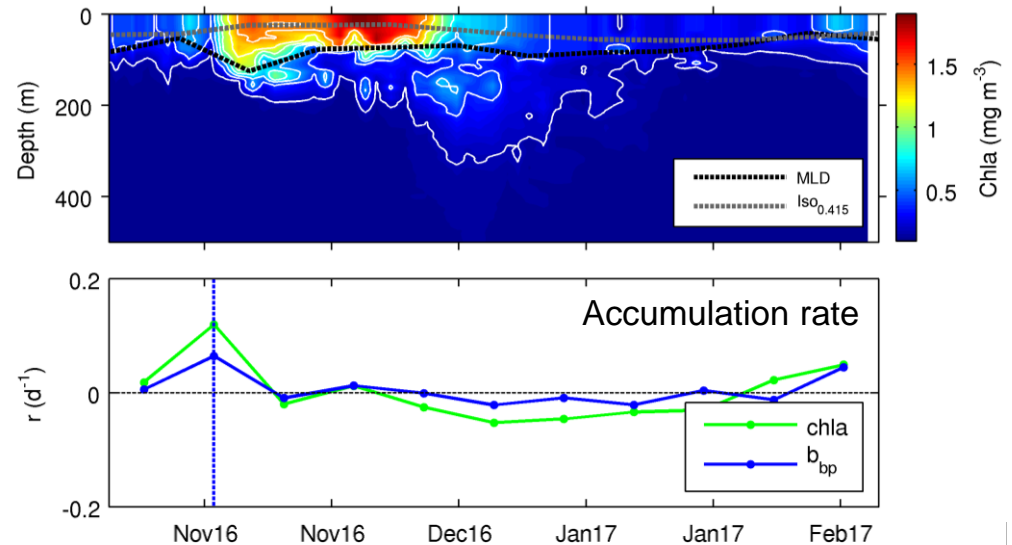 0
200
400
Depth (m)
MLD
Iso0.415
1.5
1
0.5
Chla (mg m-3)
0.2
0
-0.2
r (d-1)
Accumulation rate
chla
bbp
Nov16 Nov16 Dec16 Jan17 Jan17 Feb17